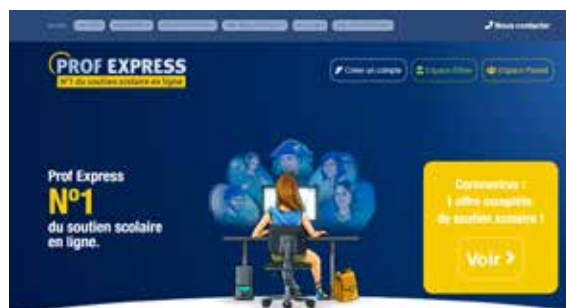 Nous contacter
PROF EXPRESS
N°1 du soutien scolaire en ligne
Créer un compte
Espace Élève
Espace Parent
Prof Express
N°1
du soutien scolaire
en ligne.
Coronavirus :
1 offre complète
de soutien scolaire !
Voir >